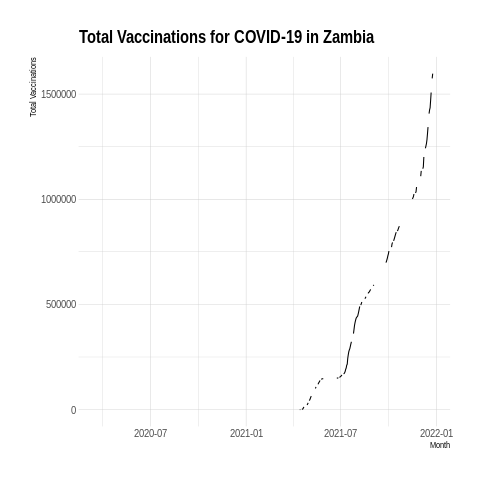 Total Vaccinations for COVID-19 in Zambia
Total Vaccinations
1500000
1000000
500000
0
2020-07
2021-01
2021-07
2022-01
Month